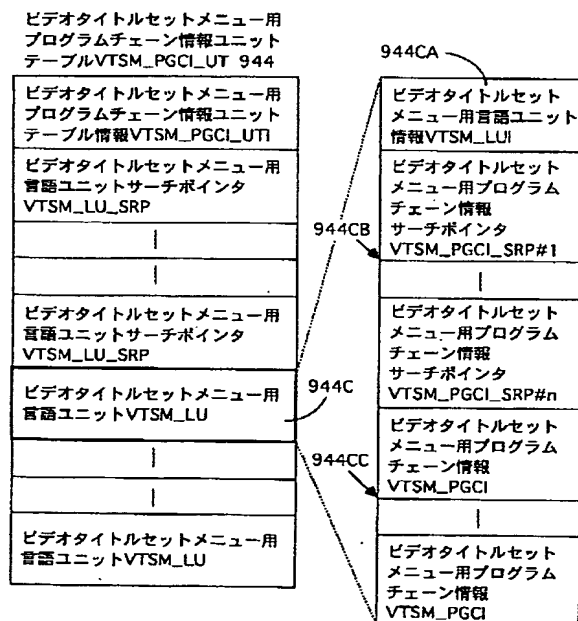 ビデオタイトルセットメニュー用
プログラムチェーン情報ユニット
テーブルVTSM_PGCI_UT 944
ビデオタイトルセットメニュー用
プログラムチェーン情報ユニット
テーブル情報VTSM_PGCI_UTI
ビデオタイトルセットメニュー用
言語ユニットサーチポインタ
VTSM_LU_SRP
ビデオタイトルセットメニュー用
言語ユニットサーチポインタ
VTSM_LU_SRP
ビデオタイトルセットメニュー用
言語ユニットVTSM_LU
944C
ビデオタイトルセットメニュー用
言語ユニットVTSM_LU
944CA
ビデオタイトルセット
メニュー用言語ユニット
情報VTSM_LUI
ビデオタイトルセット
メニュー用プログラム
チェーン情報
サーチポインタ
VTSM_PGCI_SRP#1
944CB
ビデオタイトルセット
メニュー用プログラム
チェーン情報
サーチポインタ
VTSM_PGCI_SRP#n
ビデオタイトルセット
メニュー用プログラム
チェーン情報
VTSM_PGCI
944CC
ビデオタイトルセット
メニュー用プログラム
チェーン情報
VTSM_PGCI